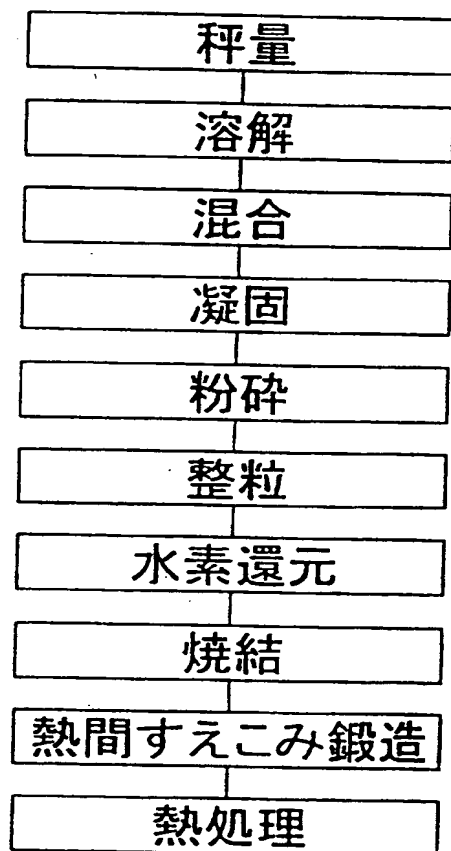 秤量
溶解
混合
凝固
粉砕
整粒
水素還元
焼結
熱間すえこみ鍛造
熱処理